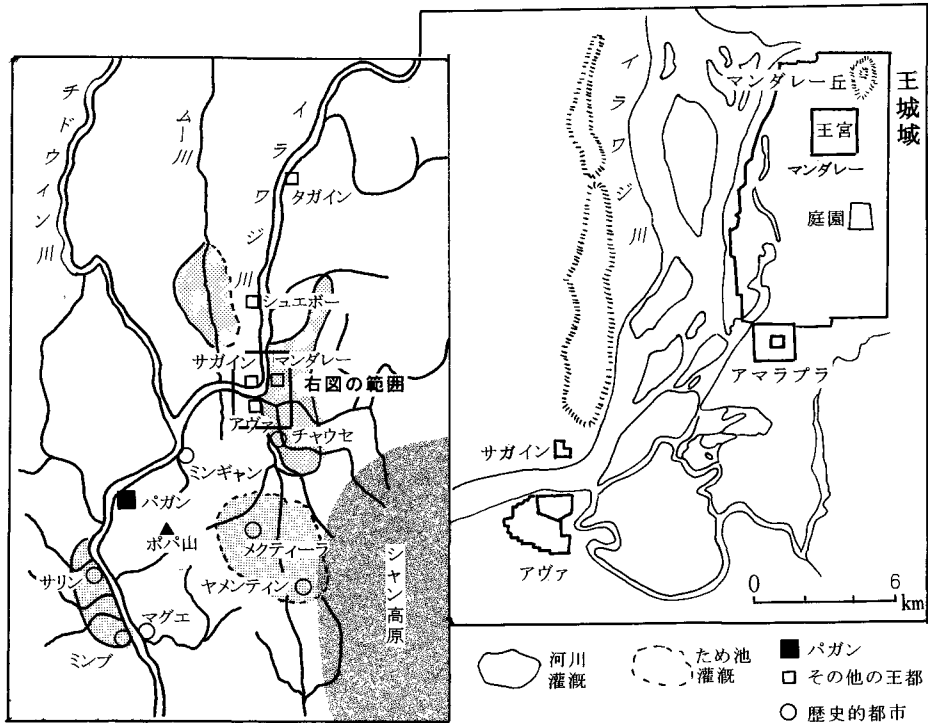 チドウィン川
ムー川
イラワジ川
タガイン
シュエボー
サガイン
マンダレー
右図の範囲
アヴァ
チャウセ
ミンギャン
パガン
ポパ山
メクティーラ
ヤメンティン
サリン
マグエ
ミンブ
シャン高原
イラワジ川
マンダレー丘
王城域
王宮
マンダレー
庭園
アマラプラ
サガイン
アヴァ
0 6
km
河川
灌漑
ため池
灌漑
パガン
その他の王都
歴史的都市